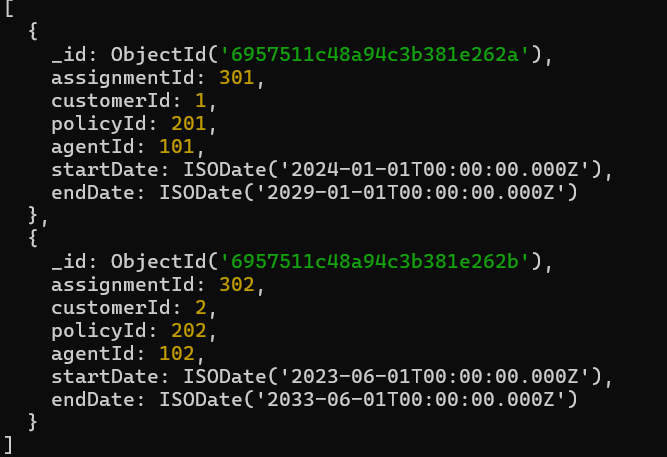 [
  {
    _id: ObjectId('6957511c48a94c3b381e262a'),
    assignmentId: 301,
    customerId: 1,
    policyId: 201,
    agentId: 101,
    startDate: ISODate('2024-01-01T00:00:00.000Z'),
    endDate: ISODate('2029-01-01T00:00:00.000Z')
  },
  {
    _id: ObjectId('6957511c48a94c3b381e262b'),
    assignmentId: 302,
    customerId: 2,
    policyId: 202,
    agentId: 102,
    startDate: ISODate('2023-06-01T00:00:00.000Z'),
    endDate: ISODate('2033-06-01T00:00:00.000Z')
  }
]